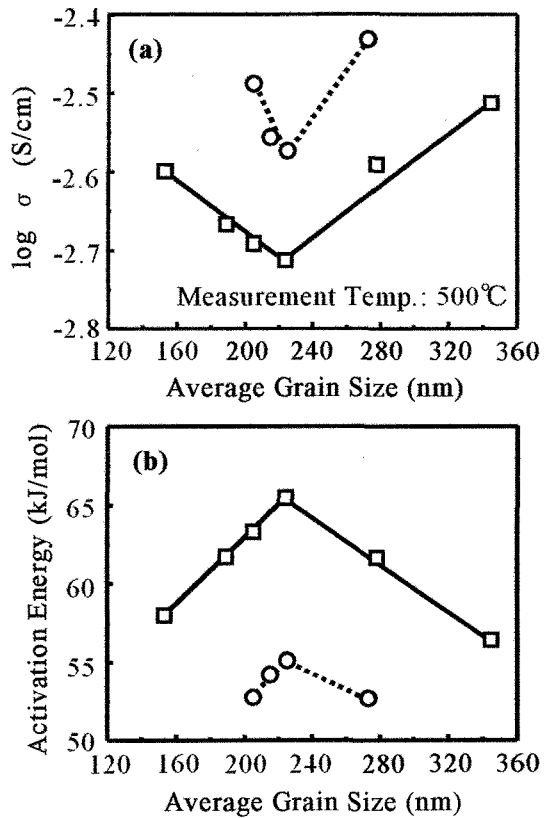 -2.4
(a)
-2.5
-2.6
-2.7
-2.8
log σ (S/cm)
Measurement Temp.: 500℃
120 160 200 240 280 320 360
Average Grain Size (nm)
70
(b)
65
60
55
50
Activation Energy (kJ/mol)
120 160 200 240 280 320 360
Average Grain Size (nm)